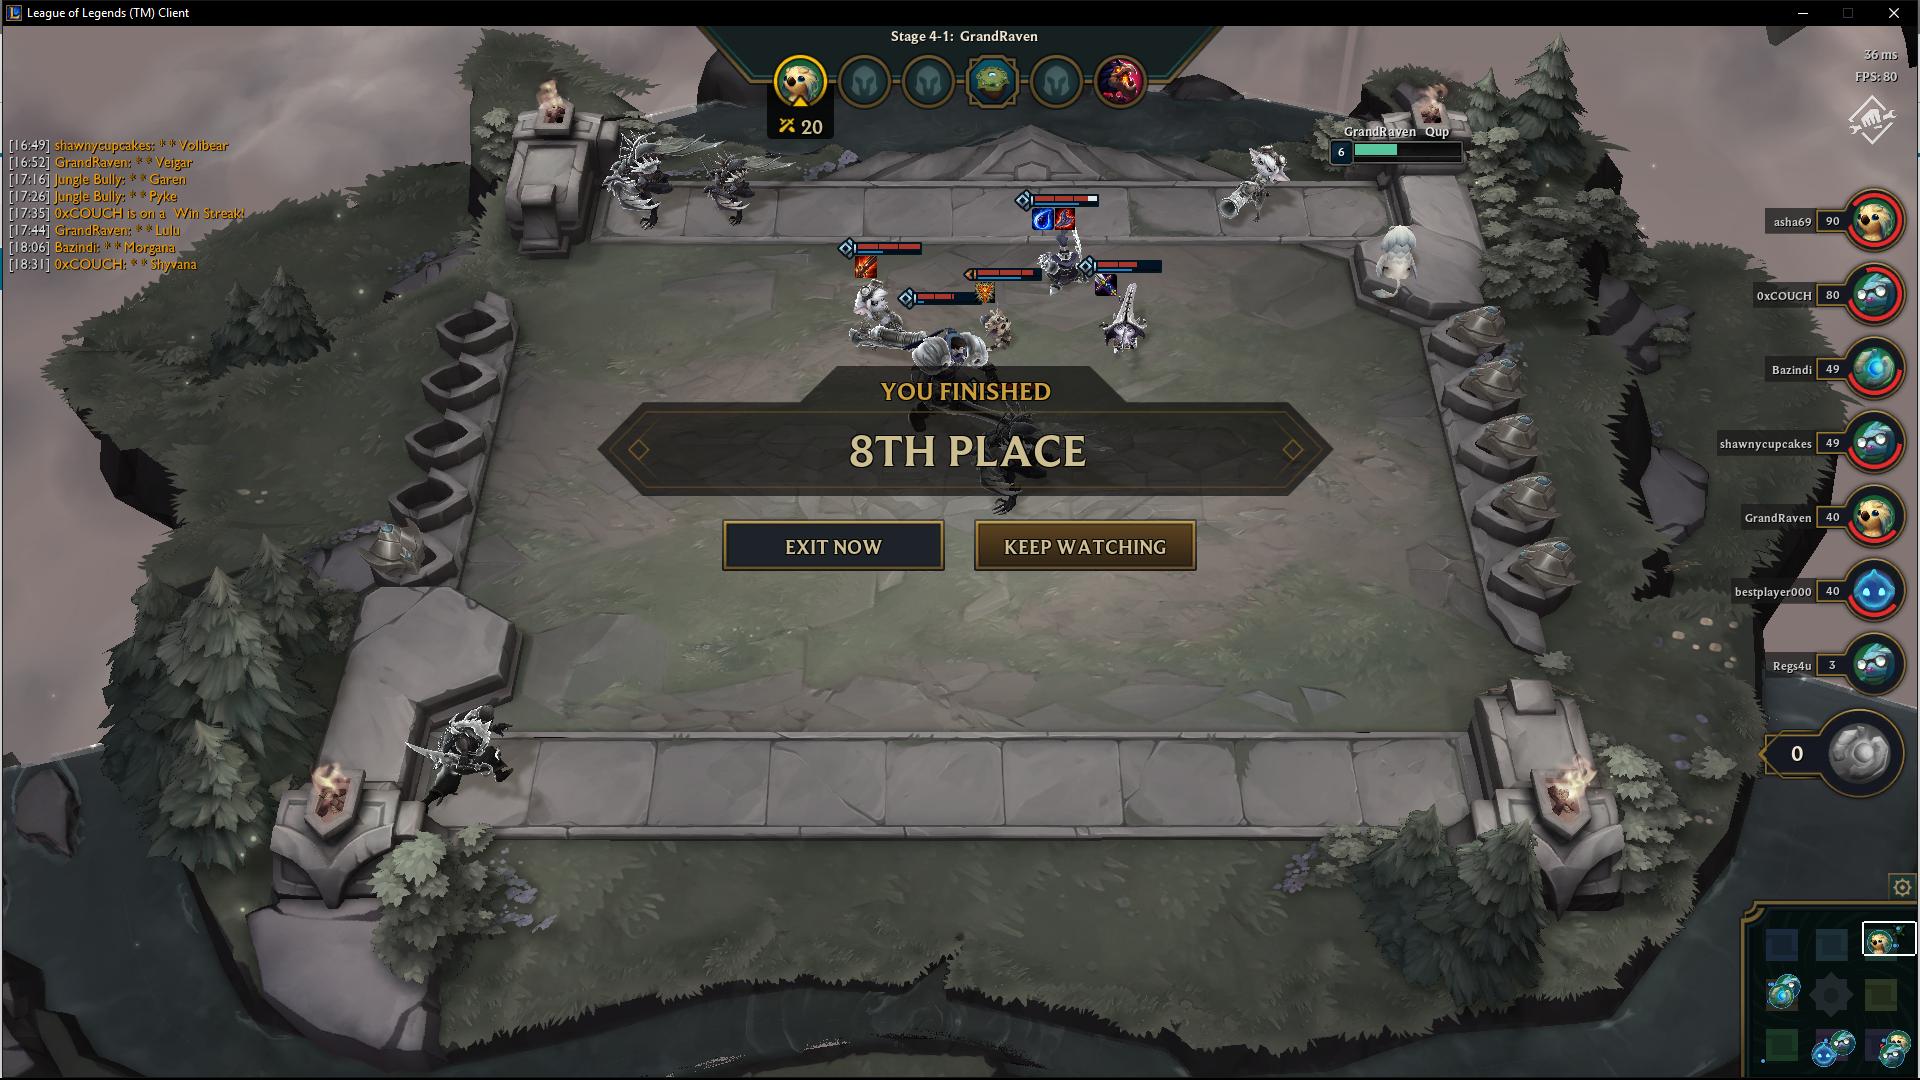 League of Legends (TM) Client
Stage 4-1: GrandRaven
20
36 ms
FPS: 80
[16:49] shawnycupcakes: * * Volibear
[16:52] GrandRaven: * * Veigar
[17:16] Jungle Bully: * * Garen
[17:26] Jungle Bully: * * Pyke
[17:35] 0xCOUCH is on a Win Streak!
[17:44] GrandRaven: * * Lulu
[18:06] Bazindi: * * Morgana
[18:31] 0xCOUCH: * * Shyvana
GrandRaven Qup
6
asha69 90
0xCOUCH 80
Bazindi 49
shawnycupcakes 49
GrandRaven 40
bestplayer000 40
Regs4u 3
0
YOU FINISHED
8TH PLACE
EXIT NOW
KEEP WATCHING